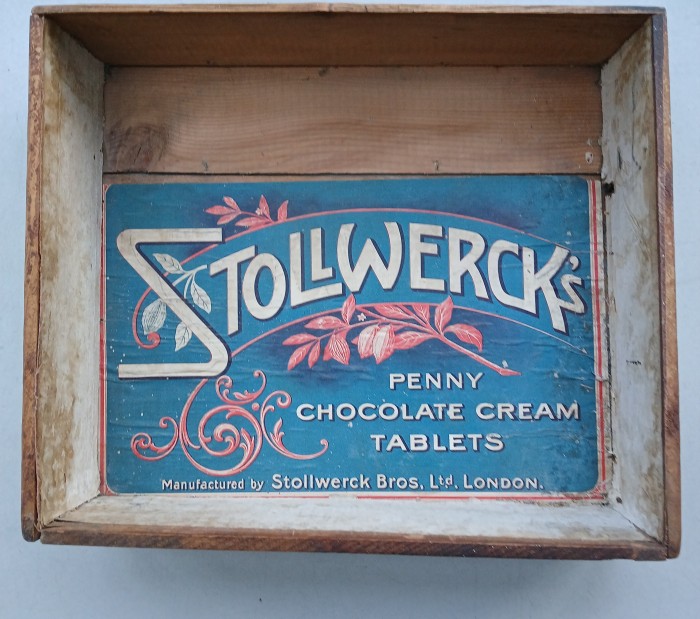 STOLLWERCK'S
PENNY
CHOCOLATE CREAM
TABLETS
Manufactured by Stollwerck Bros, Ltd, LONDON.